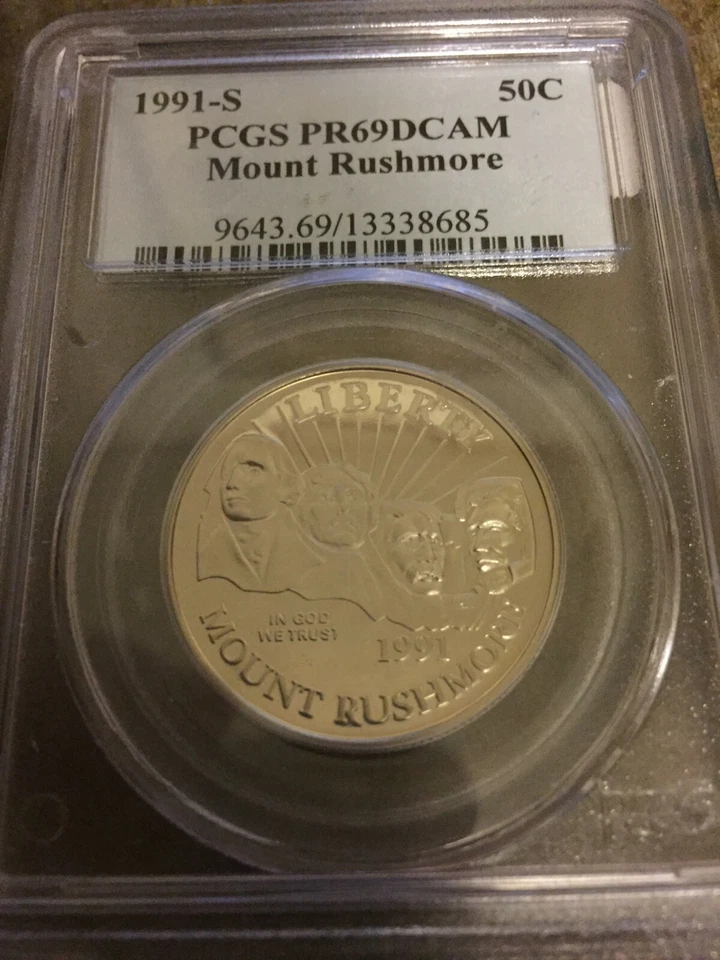 1991-S 50C
PCGS PR69DCAM
Mount Rushmore
9643.69/13338685
LIBERTY
IN GOD
WE TRUST
1991
MOUNT RUSHMORE